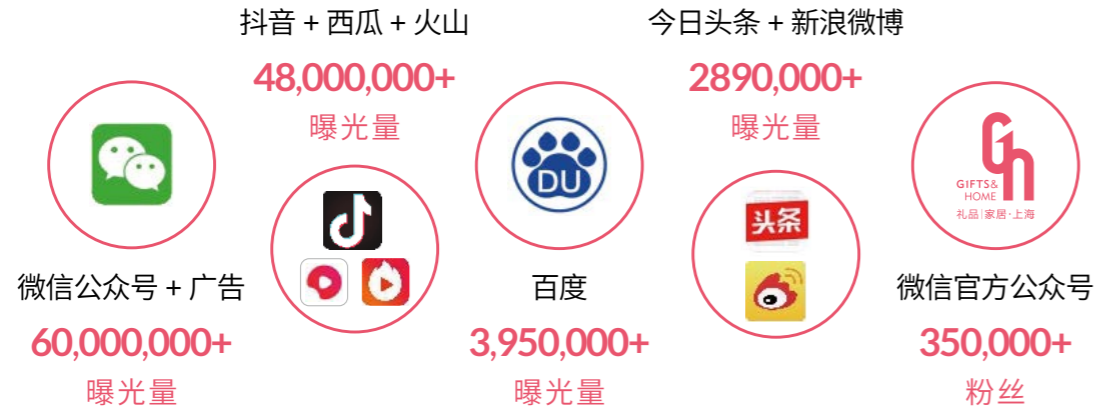 抖音 + 西瓜 + 火山
48,000,000+
曝光量
今日头条 + 新浪微博
2890,000+
曝光量
微信公众号 + 广告
60,000,000+
曝光量
DU
百度
3,950,000+
曝光量
头条
Gh
GIFTS&
HOME
礼品|家居·上海
微信官方公众号
350,000+
粉丝